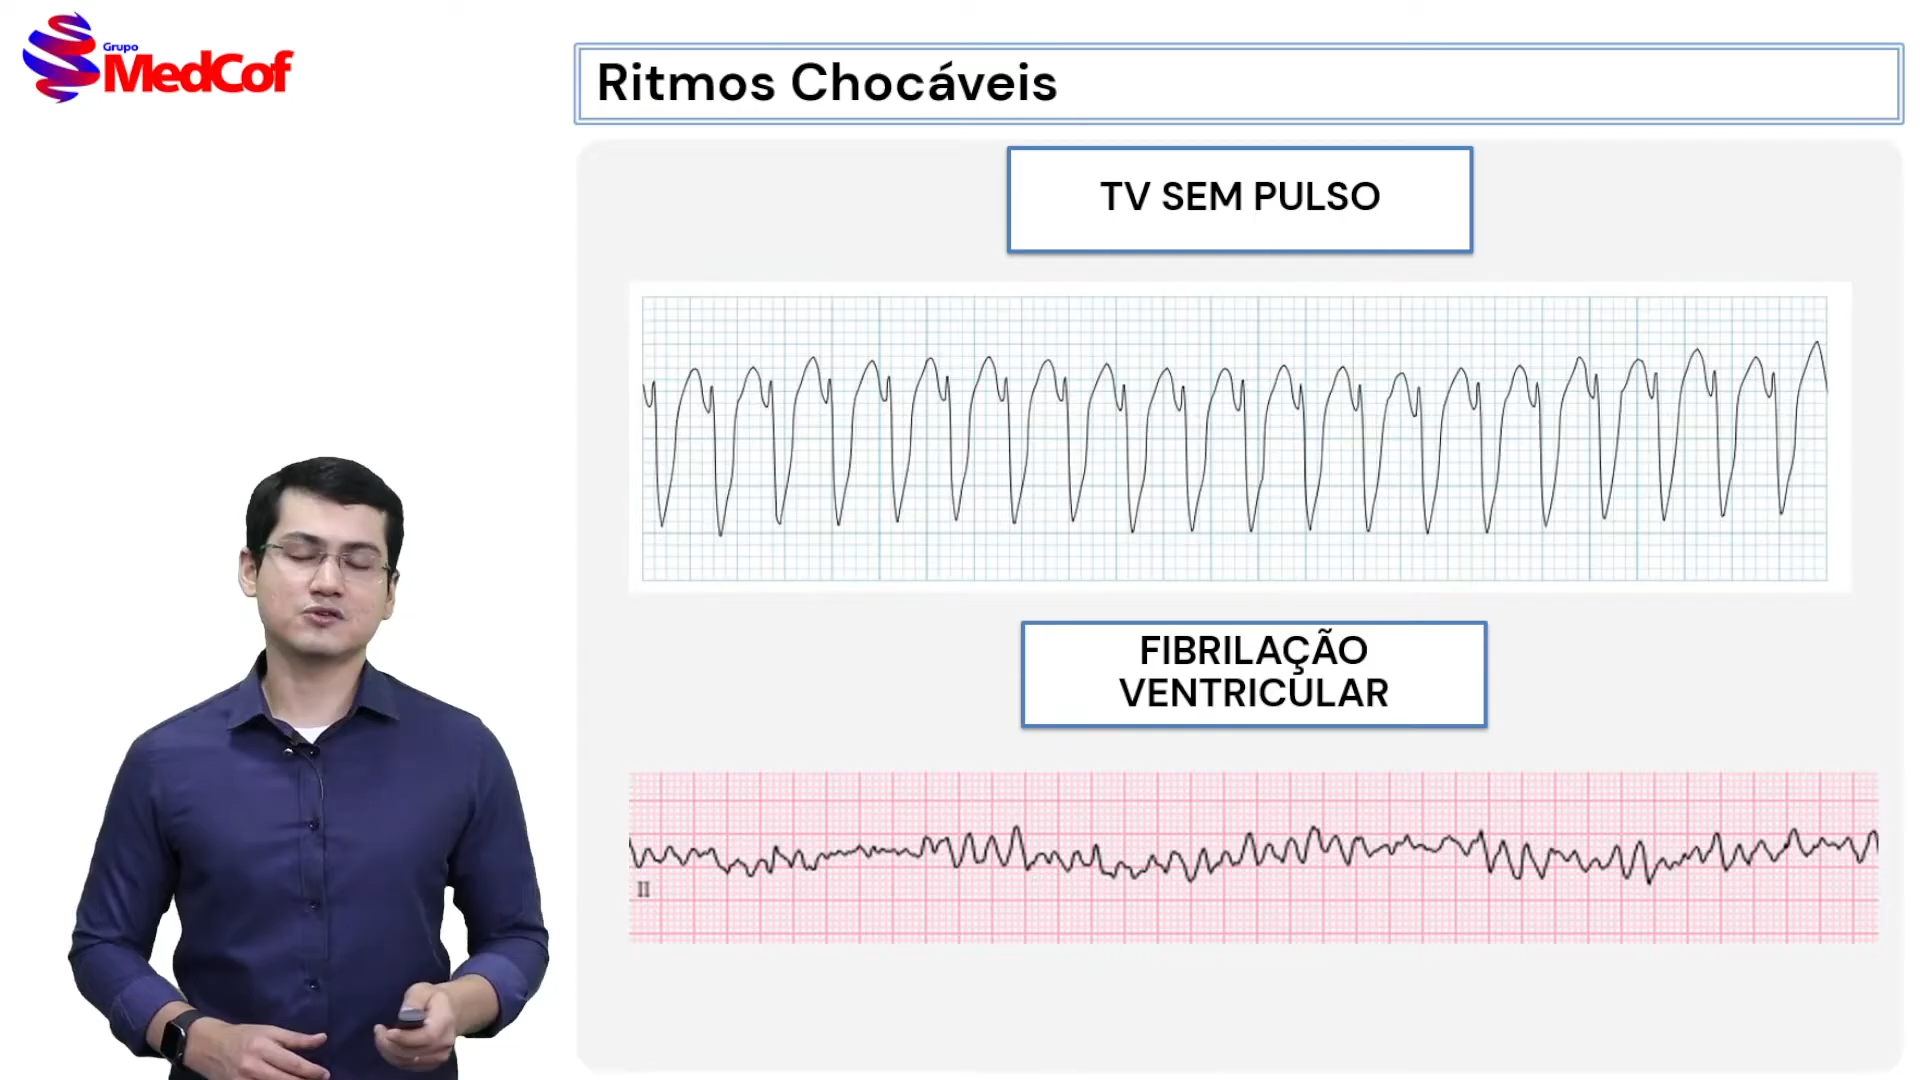 Grupo
MedCof
Ritmos Chocáveis
TV SEM PULSO
FIBRILAÇÃO
VENTRICULAR
II